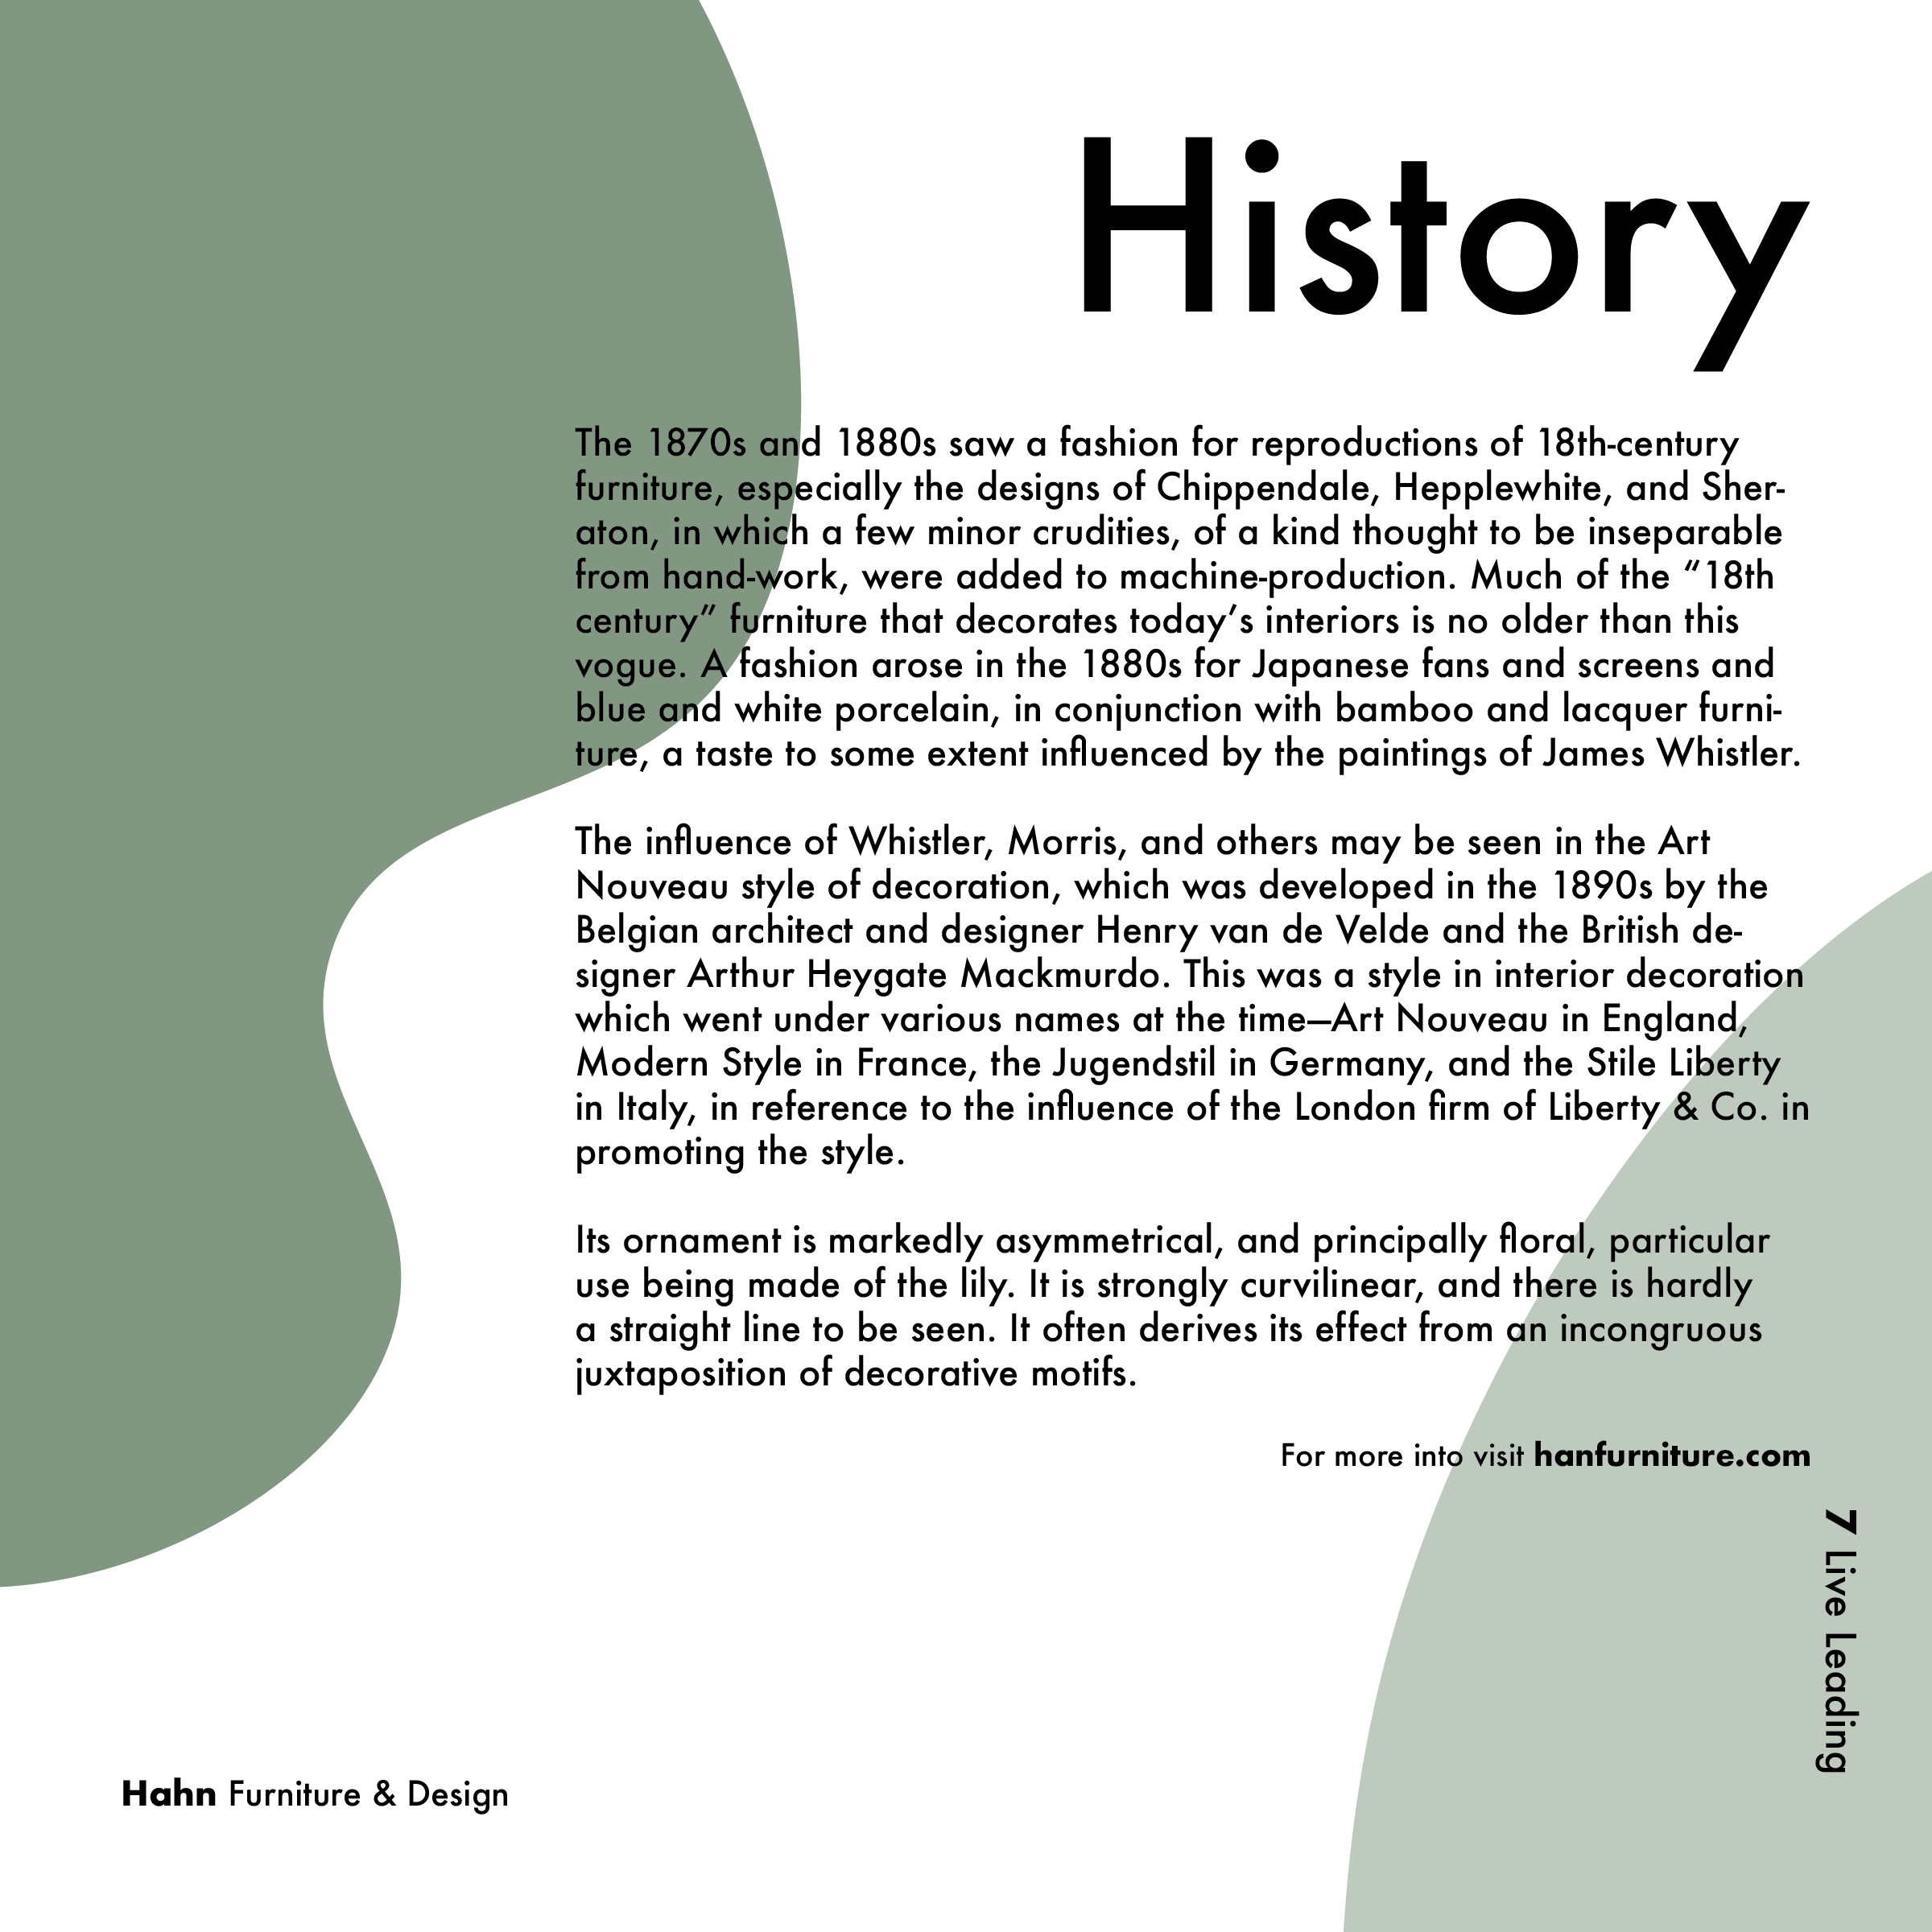 History
The 1870s and 1880s saw a fashion for reproductions of 18th-century
furniture, especially the designs of Chippendale, Hepplewhite, and Sher-
aton, in which a few minor crudities, of a kind thought to be inseparable
from hand-work, were added to machine-production. Much of the “18th
century” furniture that decorates today’s interiors is no older than this
vogue. A fashion arose in the 1880s for Japanese fans and screens and
blue and white porcelain, in conjunction with bamboo and lacquer furni-
ture, a taste to some extent influenced by the paintings of James Whistler.
The influence of Whistler, Morris, and others may be seen in the Art
Nouveau style of decoration, which was developed in the 1890s by the
Belgian architect and designer Henry van de Velde and the British de-
signer Arthur Heygate Mackmurdo. This was a style in interior decoration
which went under various names at the time—Art Nouveau in England,
Modern Style in France, the Jugendstil in Germany, and the Stile Liberty
in Italy, in reference to the influence of the London firm of Liberty & Co. in
promoting the style.
Its ornament is markedly asymmetrical, and principally floral, particular
use being made of the lily. It is strongly curvilinear, and there is hardly
a straight line to be seen. It often derives its effect from an incongruous
juxtaposition of decorative motifs.
For more into visit hanfurniture.com
7 Live Leading
Hahn Furniture & Design